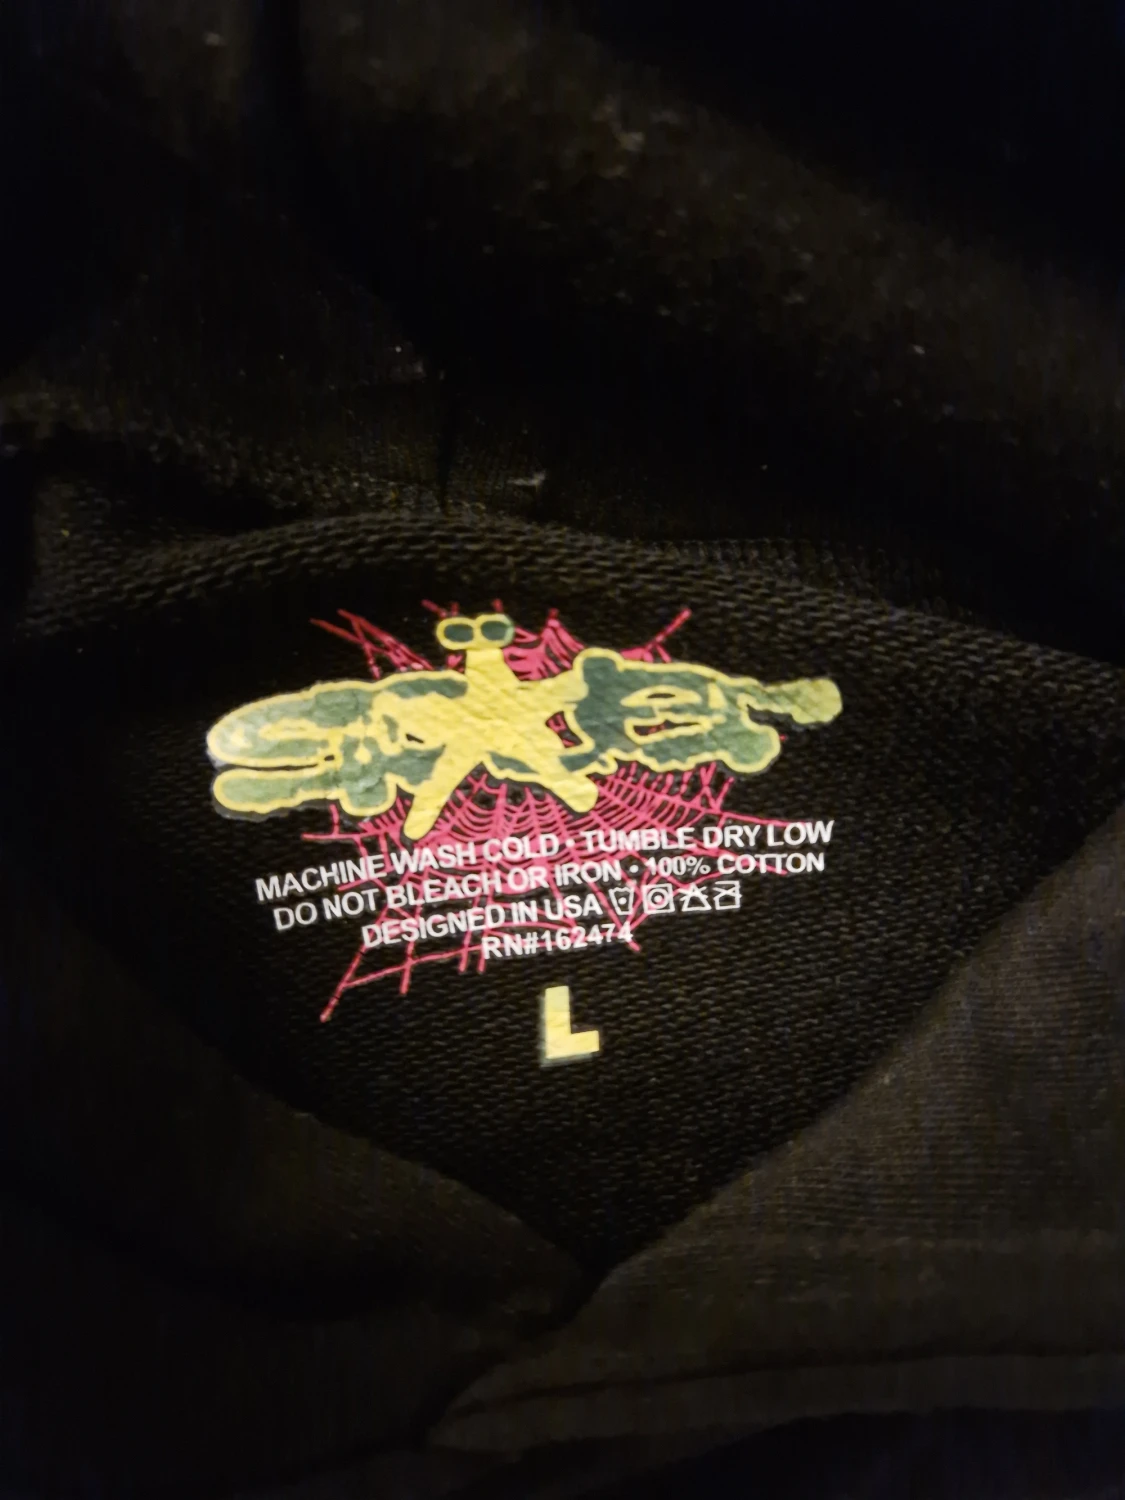 MACHINE WASH COLD • TUMBLE DRY LOW
DO NOT BLEACH OR IRON • 100% COTTON
DESIGNED IN USA
RN#162474
L